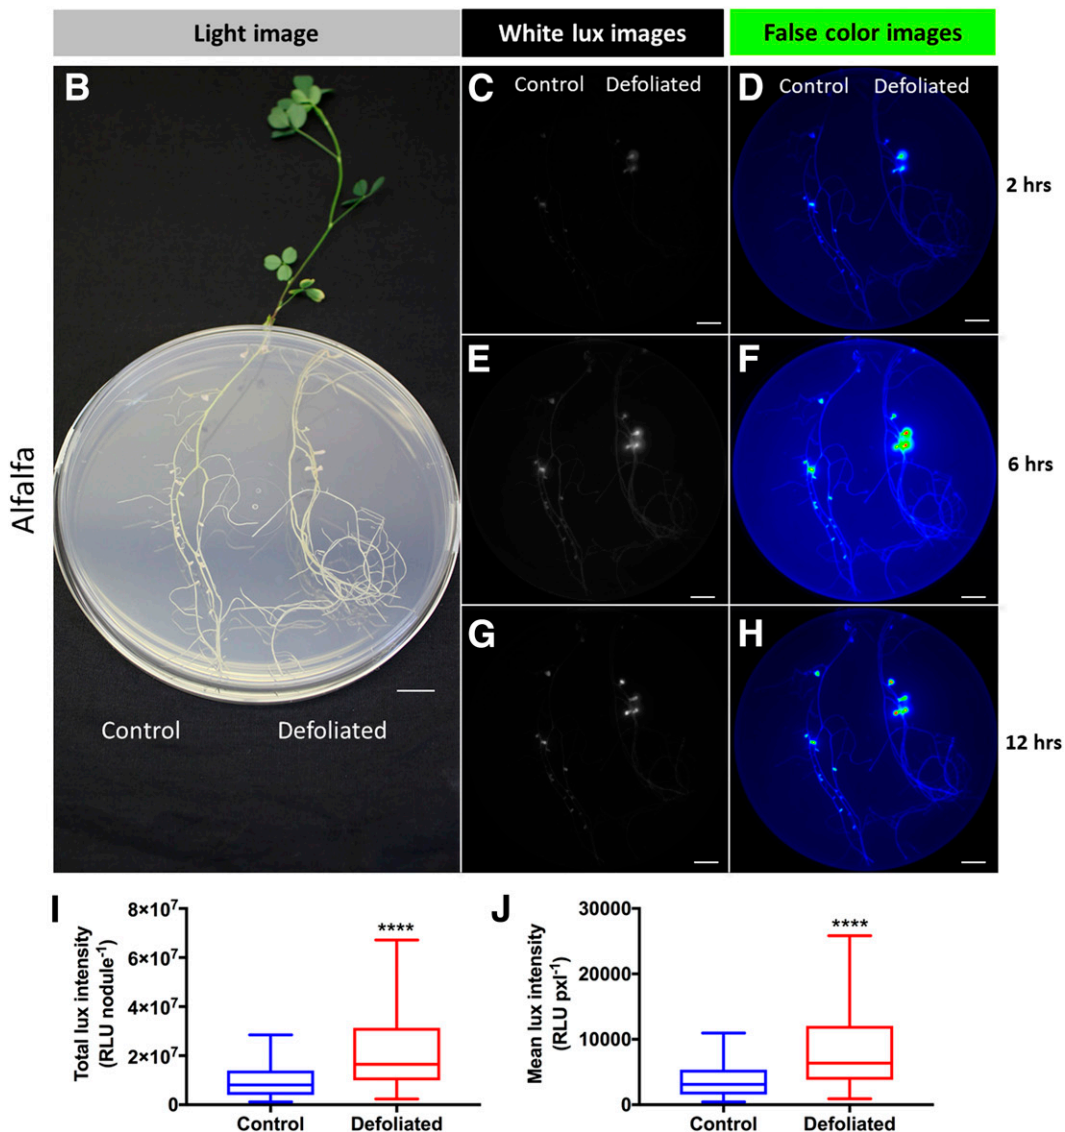 Light image
White lux images
False color images
B
C
Control
Defoliated
D
Control
Defoliated
2 hrs
Alfalfa
E
F
6 hrs
G
H
12 hrs
Control
Defoliated
I
Total lux intensity
(RLU nodule⁻¹)
8×10⁷
6×10⁷
4×10⁷
2×10⁷
0
****
Control
Defoliated
J
Mean lux intensity
(RLU pxl⁻¹)
30000
20000
10000
0
****
Control
Defoliated